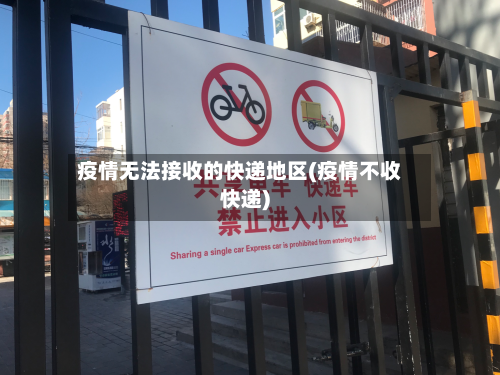 疫情无法接收的快递地区(疫情不收
快递)
共享单车 快递车
禁止进入小区
Sharing a single car Express car is prohibited from entering the district